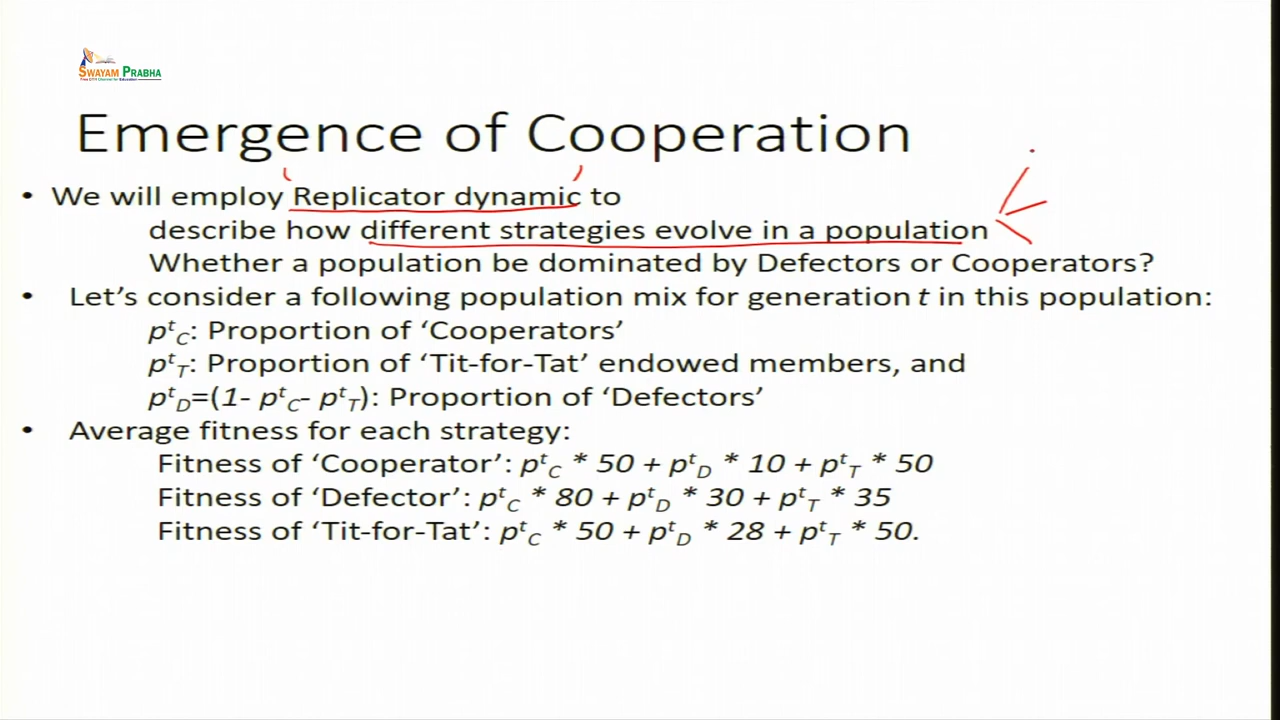 SWAYAM PRABHA
Emergence of Cooperation
• We will employ Replicator dynamic to
describe how different strategies evolve in a population
Whether a population be dominated by Defectors or Cooperators?
• Let's consider a following population mix for generation t in this population:
p^t_C: Proportion of 'Cooperators'
p^t_T: Proportion of 'Tit-for-Tat' endowed members, and
p^t_D=(1- p^t_C- p^t_T): Proportion of 'Defectors'
• Average fitness for each strategy:
Fitness of 'Cooperator': p^t_C * 50 + p^t_D * 10 + p^t_T * 50
Fitness of 'Defector': p^t_C * 80 + p^t_D * 30 + p^t_T * 35
Fitness of 'Tit-for-Tat': p^t_C * 50 + p^t_D * 28 + p^t_T * 50.